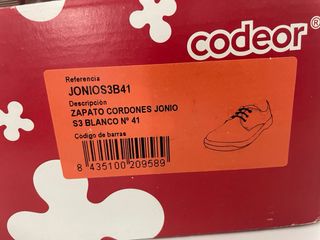 codeor®
Referencia
JONIOS3B41
Descripción
ZAPATO CORDONES JONIO
S3 BLANCO Nº 41
Código de barras
8 435100 209589